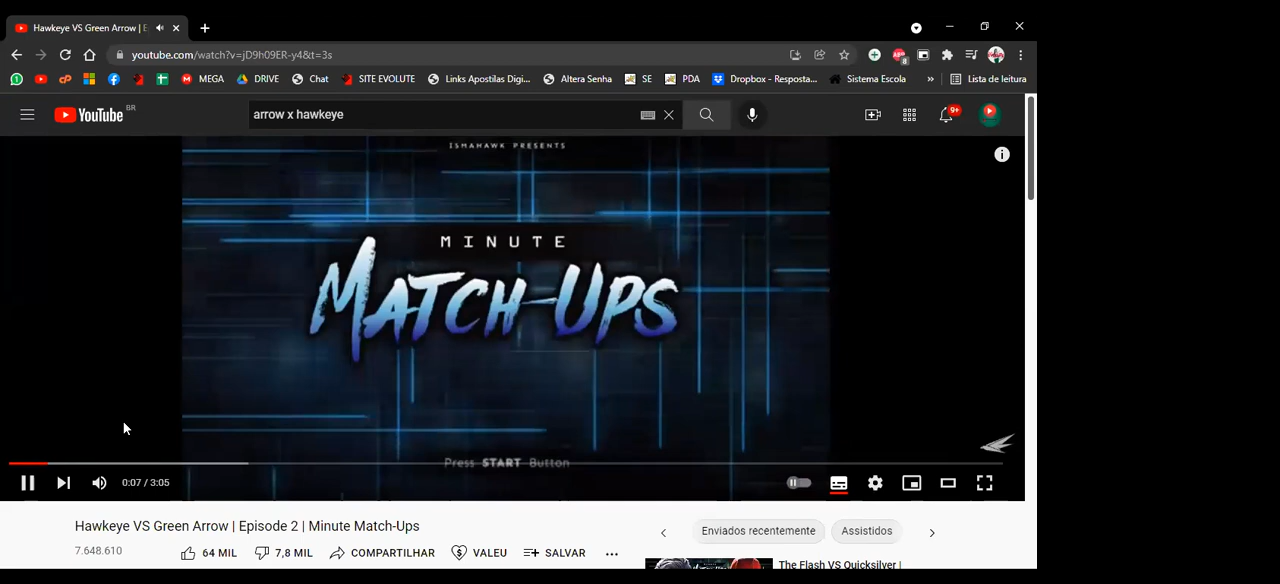 Hawkeye VS Green Arrow | E
youtube.com/watch?v=jD9h09ER-y4&t=3s
8
MEGA DRIVE Chat SITE EVOLUTE Links Apostilas Digi... Altera Senha SE PDA Dropbox - Resposta... Sistema Escola » Lista de leitura
YouTube BR
arrow x hawkeye
9+
ISMAHAWK PRESENTS
MINUTE
MATCH-UPS
Press START Button
0:07 / 3:05
Hawkeye VS Green Arrow | Episode 2 | Minute Match-Ups
7.648.610
64 MIL 7,8 MIL COMPARTILHAR VALEU SALVAR ...
Enviados recentemente Assistidos
The Flash VS Quicksilver |